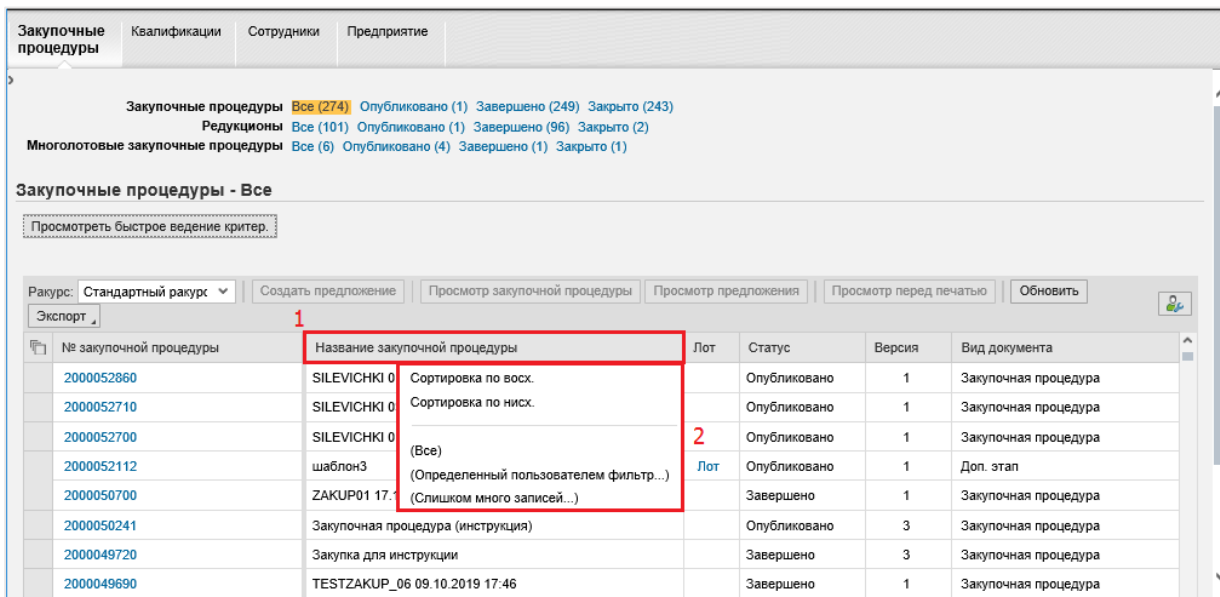 Закупочные процедуры
Квалификации
Сотрудники
Предприятие
Закупочные процедуры Все (274) Опубликовано (1) Завершено (249) Закрыто (243)
Редукционы Все (101) Опубликовано (1) Завершено (96) Закрыто (2)
Многолотовые закупочные процедуры Все (6) Опубликовано (4) Завершено (1) Закрыто (1)
Закупочные процедуры - Все
Просмотреть быстрое ведение критер.
Ракурс: Стандартный ракурс Создать предложение Просмотр закупочной процедуры Просмотр предложения Просмотр перед печатью Обновить
Экспорт
1
№ закупочной процедуры Название закупочной процедуры Лот Статус Версия Вид документа
2000052860 SILEVICHKI 0 Опубликовано 1 Закупочная процедура
2000052710 SILEVICHKI 0 Опубликовано 1 Закупочная процедура
2000052700 SILEVICHKI 0 Опубликовано 1 Закупочная процедура
2000052112 шаблон3 Лот Опубликовано 1 Доп. этап
2000050700 ZAKUP01 17.1 Завершено 1 Закупочная процедура
2000050241 Закупочная процедура (инструкция) Опубликовано 3 Закупочная процедура
2000049720 Закупка для инструкции Завершено 3 Закупочная процедура
2000049690 TESTZAKUP_06 09.10.2019 17:46 Завершено 1 Закупочная процедура
Сортировка по восх.
Сортировка по нисх.
2
(Все)
(Определенный пользователем фильтр...)
(Слишком много записей...)